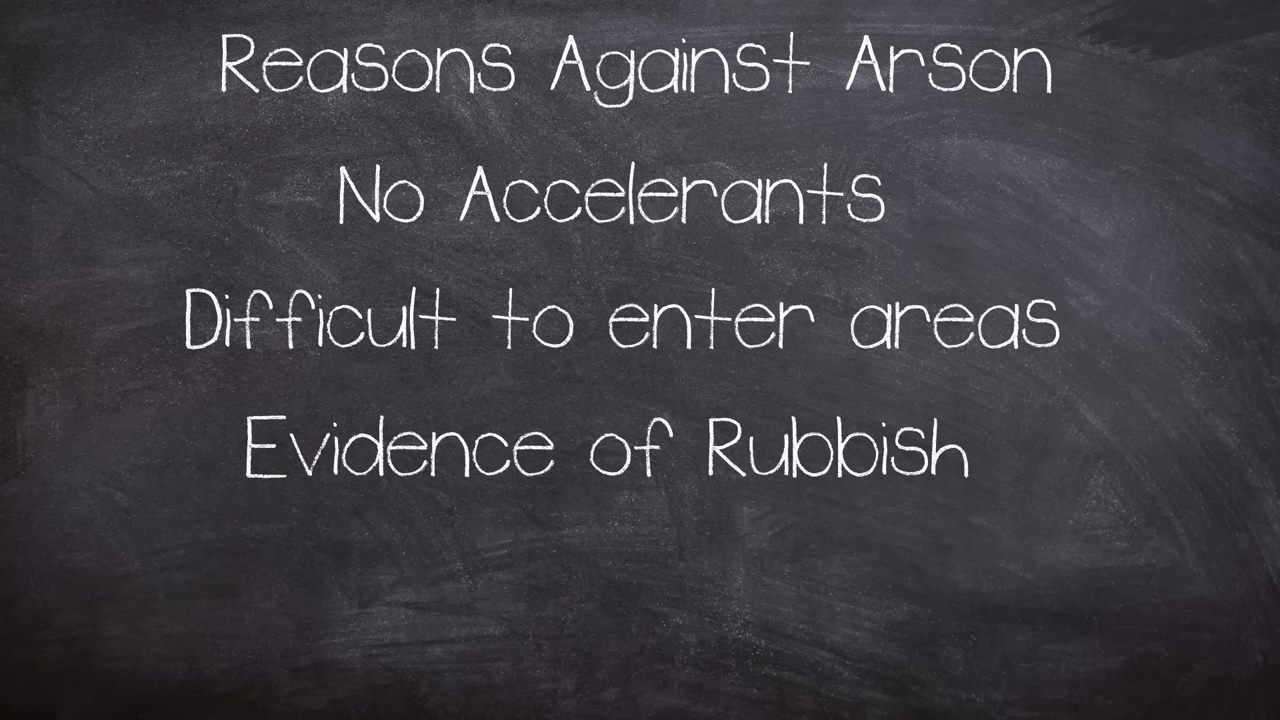 Reasons Against Arson
No Accelerants
Difficult to enter areas
Evidence of Rubbish